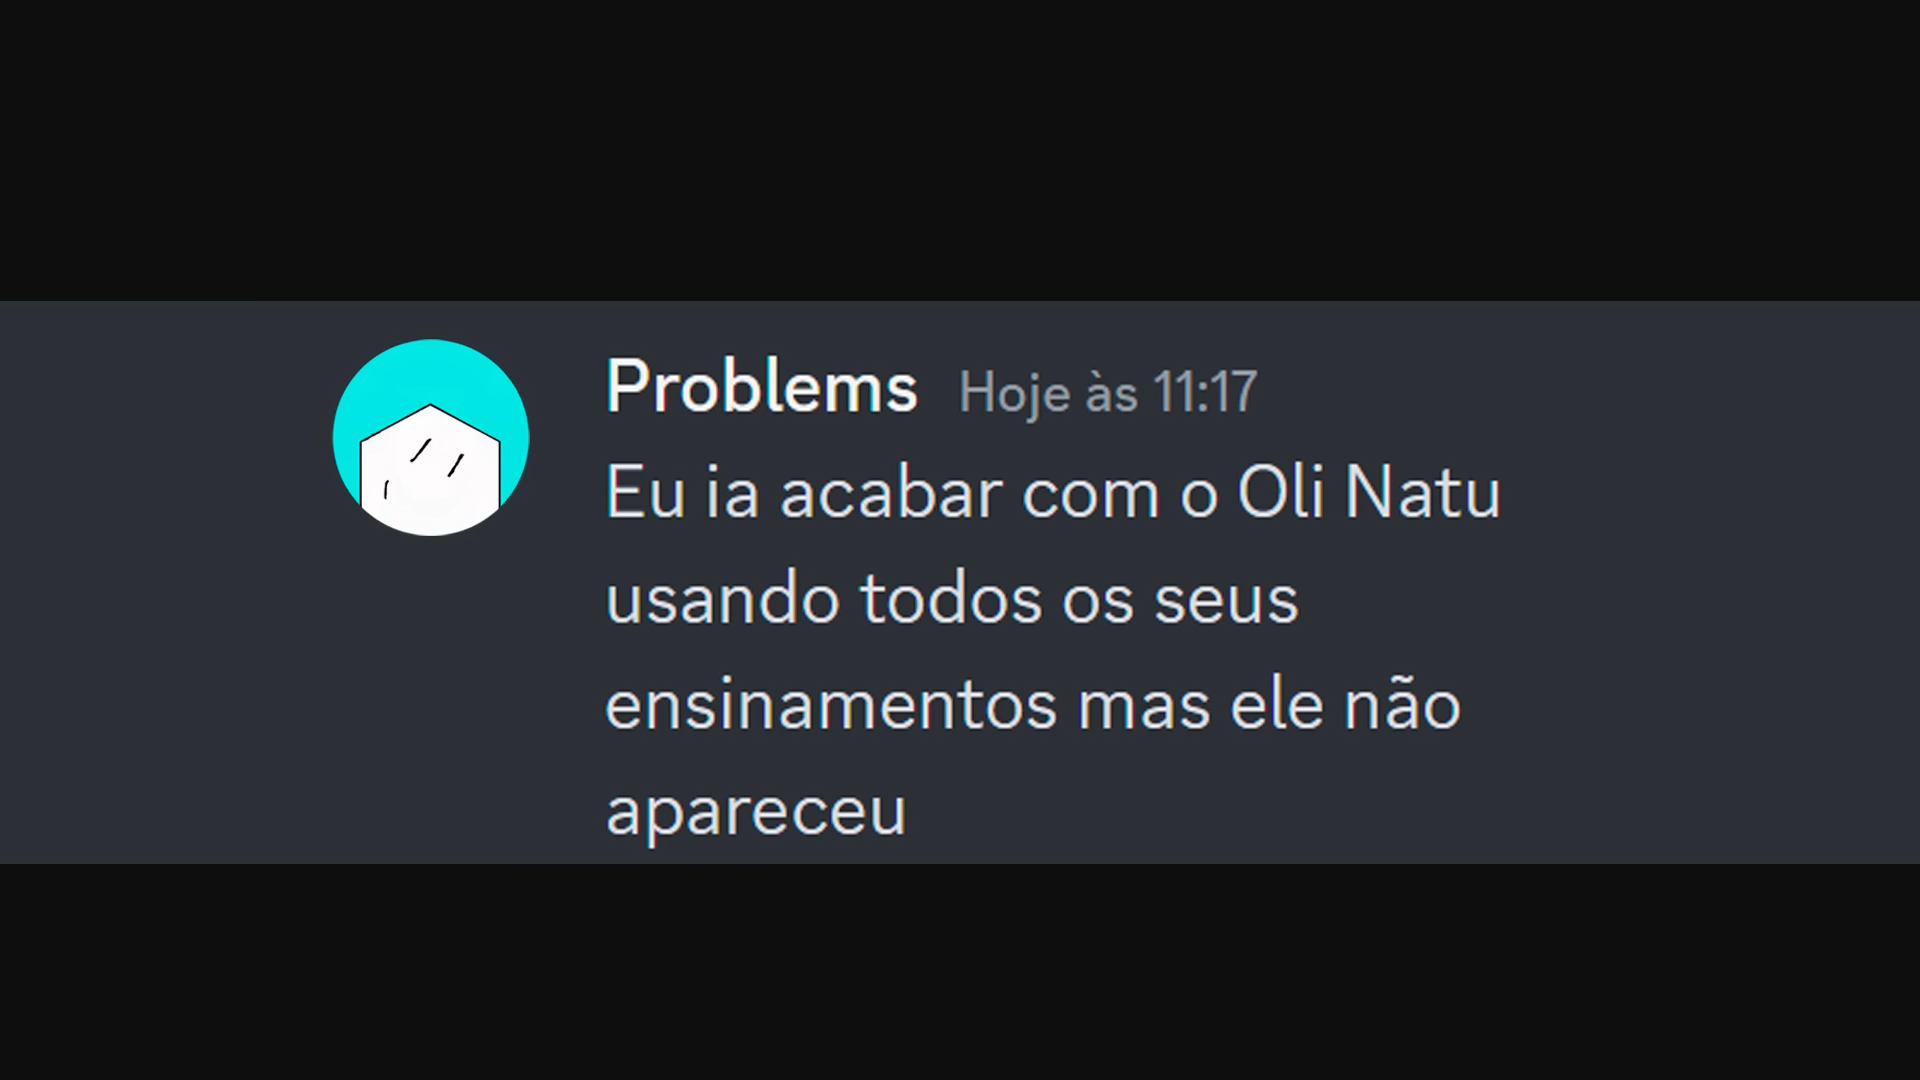 Problems Hoje às 11:17
Eu ia acabar com o Oli Natu
usando todos os seus
ensinamentos mas ele não
apareceu